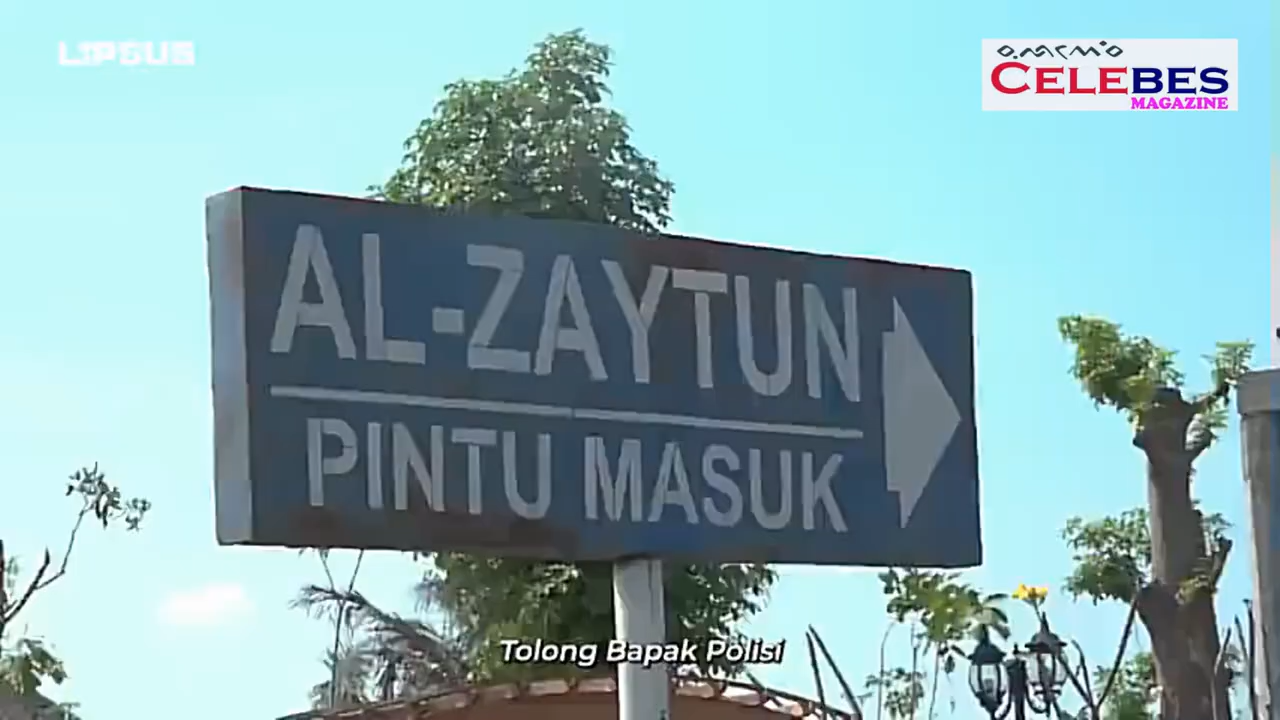 LIPSUS
CELEBES
MAGAZINE
AL-ZAYTUN
PINTU MASUK
Tolong Bapak Polisi